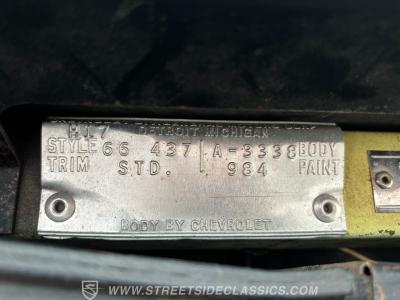 DETROIT MICHIGAN
STYLE 66 437 A-3338 BODY
TRIM STD. 984 PAINT
BODY BY CHEVROLET
WWW.STREETSIDECLASSICS.COM